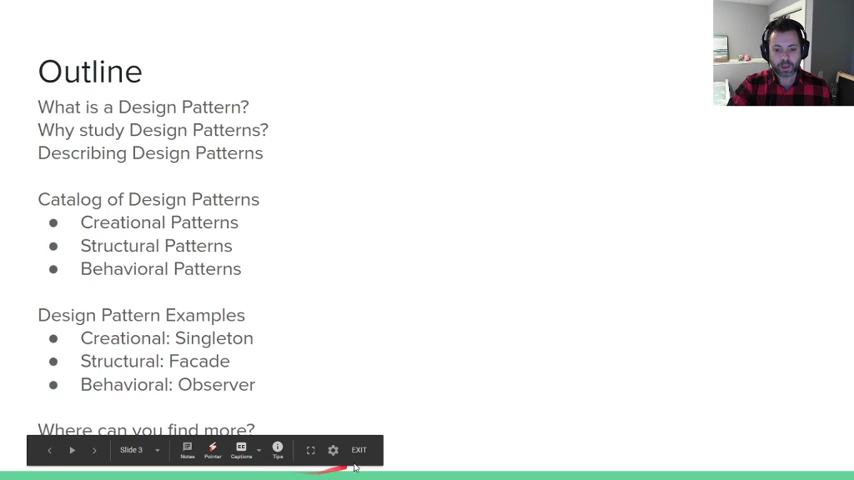 Outline
What is a Design Pattern?
Why study Design Patterns?
Describing Design Patterns
Catalog of Design Patterns
● Creational Patterns
● Structural Patterns
● Behavioral Patterns
Design Pattern Examples
● Creational: Singleton
● Structural: Facade
● Behavioral: Observer
Where can you find more?
Slide 3 Notes Pointer Captions Tips EXIT